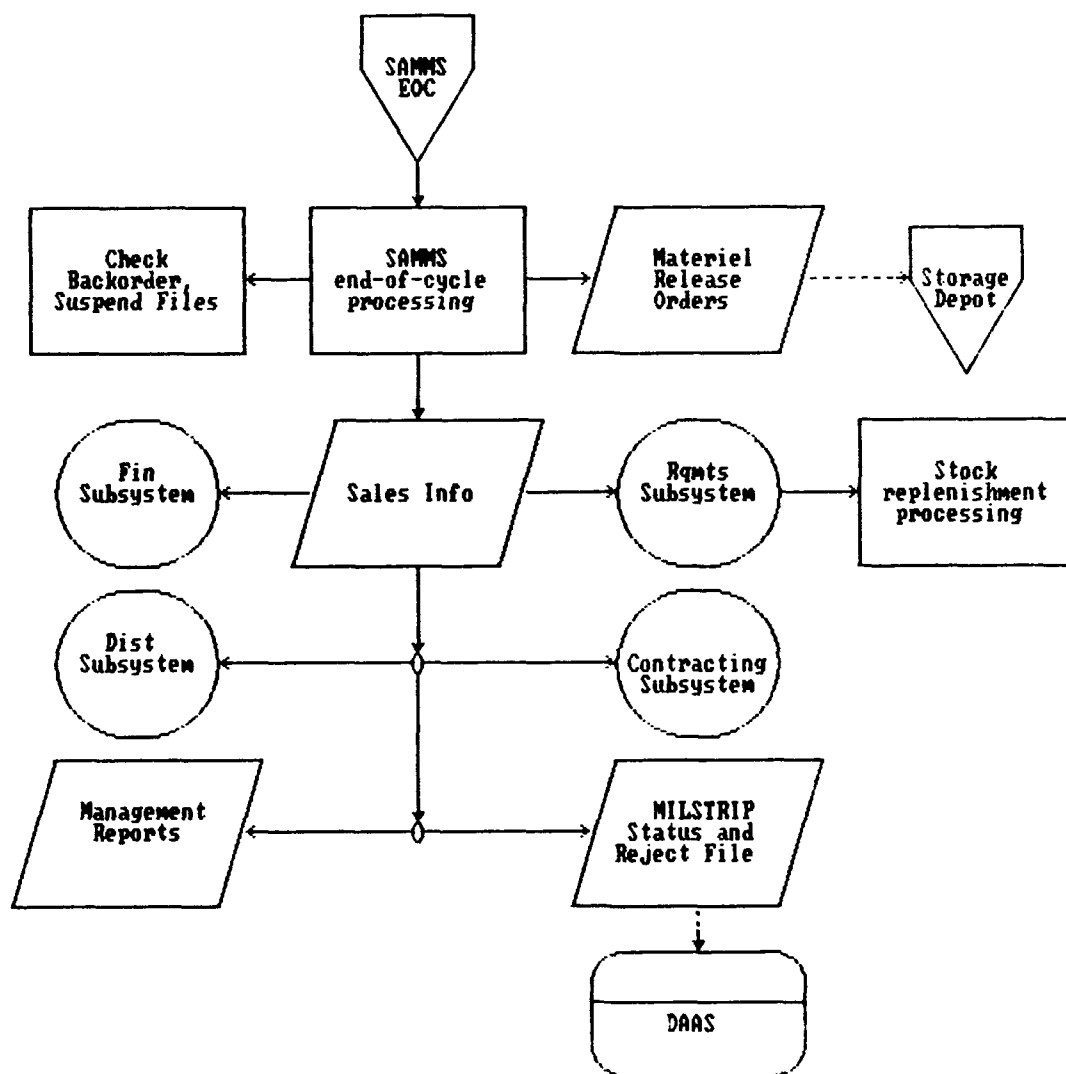 SAMMS
EOC
Check
Backorder,
Suspend Files
SAMMS
end-of-cycle
processing
Materiel
Release
Orders
Storage
Depot
Fin
Subsystem
Sales Info
Rqmts
Subsystem
Stock
replenishment
processing
Dist
Subsystem
Contracting
Subsystem
Management
Reports
MILSTRIP
Status and
Reject File
DAAS